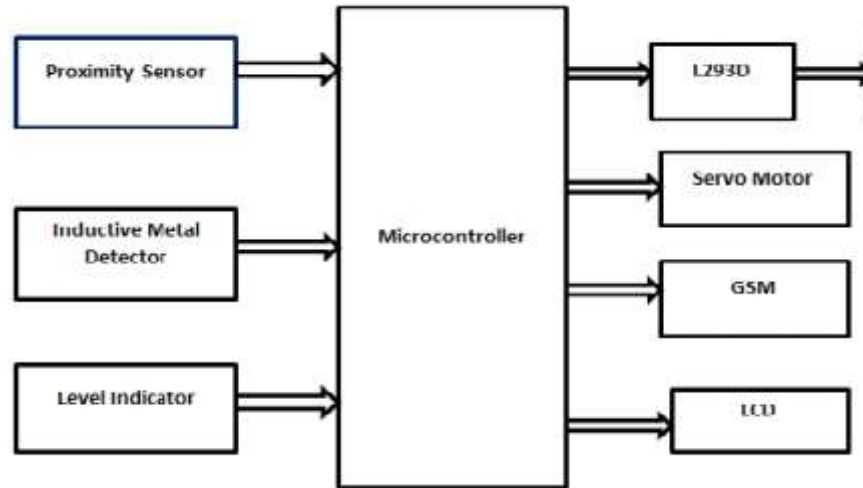 Proximity Sensor
Inductive Metal
Detector
Level Indicator
Microcontroller
L293D
Servo Motor
GSM
LCD